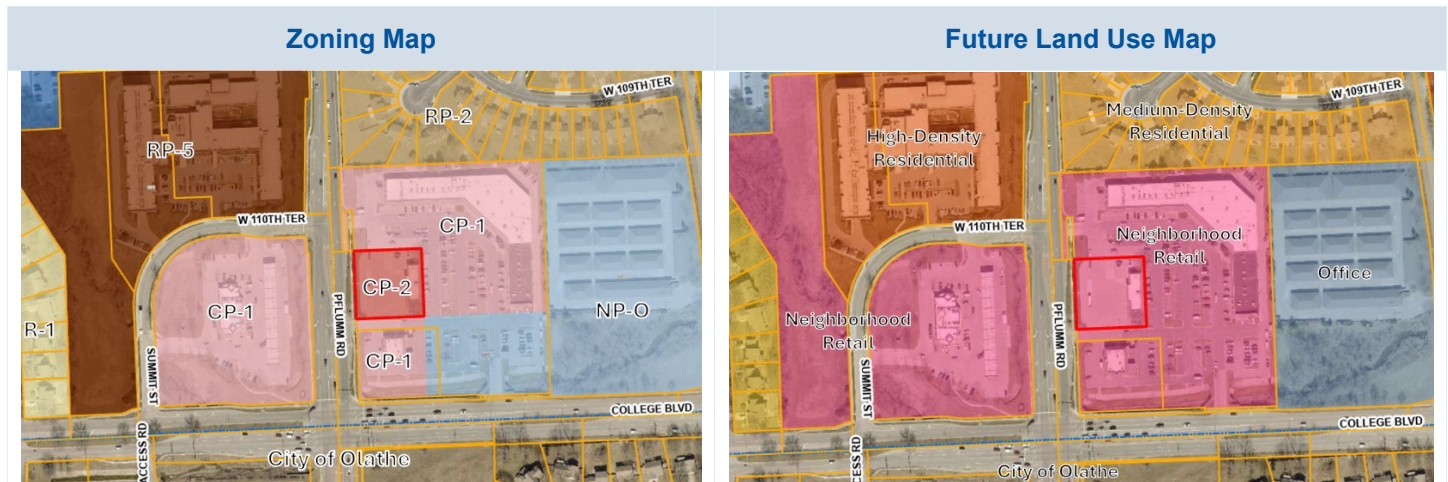 Zoning Map
RP-5
RP-2
W 109TH TER
W 110TH TER
CP-1
CP-2
CP-1
NP-O
CP-1
R-1
PFLUMM RD
SUMMIT ST
COLLEGE BLVD
ACCESS RD
City of Olathe
Future Land Use Map
High-Density
Residential
Medium-Density
Residential
W 109TH TER
W 110TH TER
Neighborhood
Retail
Office
Neighborhood
Retail
PFLUMM RD
SUMMIT ST
COLLEGE BLVD
CESS RD
City of Olathe